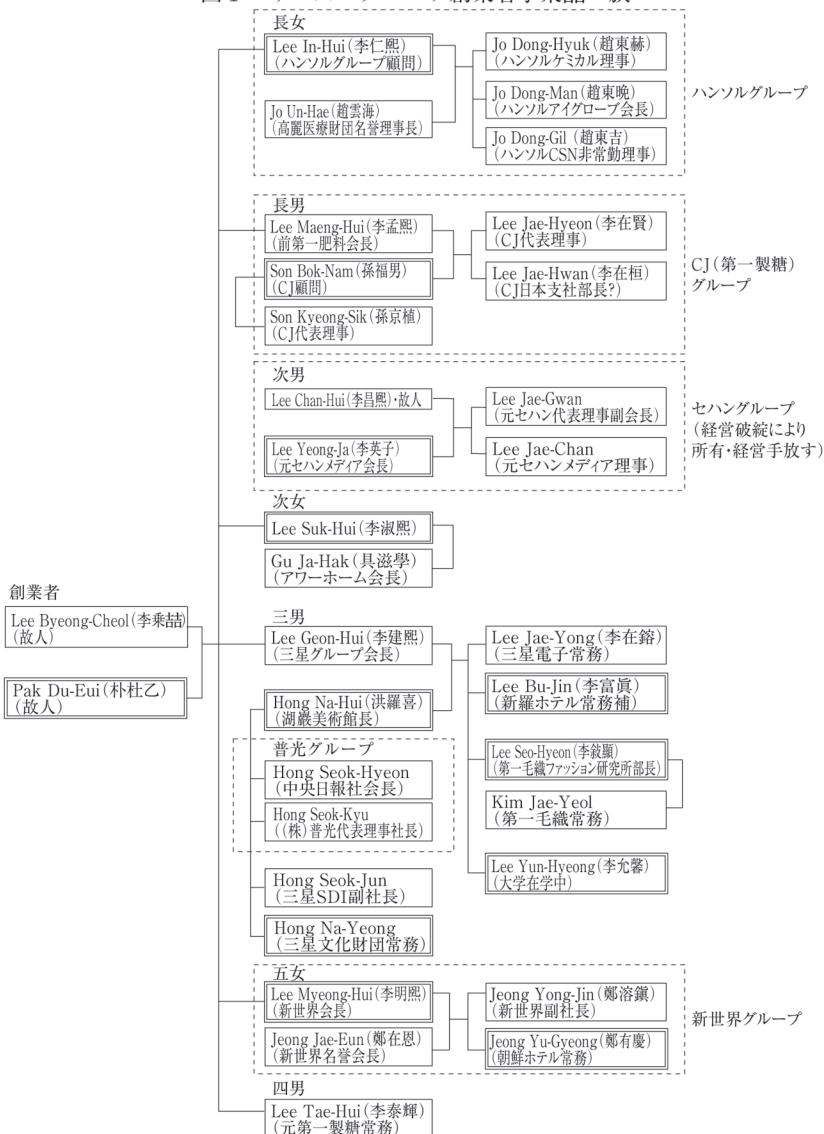 長女
Lee In-Hui(李仁熙)
(ハンソルグループ顧問)
Jo Un-Hae(趙雲海)
(高麗医療財団名誉理事長)
Jo Dong-Hyuk(趙東赫)
(ハンソルケミカル理事)
Jo Dong-Man(趙東晩)
(ハンソルアイグローブ会長)
Jo Dong-Gil (趙東吉)
(ハンソルCSN非常勤理事)
ハンソルグループ
長男
Lee Maeng-Hui(李孟熙)
(前第一肥料会長)
Son Bok-Nam(孫福男)
(CJ顧問)
Son Kyeong-Sik(孫京植)
(CJ代表理事)
Lee Jae-Hyeon(李在賢)
(CJ代表理事)
Lee Jae-Hwan(李在桓)
(CJ日本支社部長?)
CJ(第一製糖)
グループ
次男
Lee Chan-Hui(李昌熙)・故人
Lee Yeong-Ja(李英子)
(元セハンメディア会長)
Lee Jae-Gwan
(元セハン代表理事副会長)
Lee Jae-Chan
(元セハンメディア理事)
セハングループ
(経営破綻により
所有・経営手放す)
次女
Lee Suk-Hui(李淑熙)
Gu Ja-Hak(具滋學)
(アワーホーム会長)
創業者
Lee Byeong-Cheol(李乗喆)
(故人)
Pak Du-Eui(朴杜乙)
(故人)
三男
Lee Geon-Hui(李建熙)
(三星グループ会長)
Hong Na-Hui(洪羅喜)
(湖巌美術館長)
普光グループ
Hong Seok-Hyeon
(中央日報社会長)
Hong Seok-Kyu
((株)普光代表理事社長)
Hong Seok-Jun
(三星SDI副社長)
Hong Na-Yeong
(三星文化財団常務)
Lee Jae-Yong(李在鎔)
(三星電子常務)
Lee Bu-Jin(李富眞)
(新羅ホテル常務補)
Lee Seo-Hyeon(李敍顯)
(第一毛織ファッション研究所部長)
Kim Jae-Yeol
(第一毛織常務)
Lee Yun-Hyeong(李允馨)
(大学在学中)
五女
Lee Myeong-Hui(李明熙)
(新世界会長)
Jeong Jae-Eun(鄭在恩)
(新世界名誉会長)
Jeong Yong-Jin(鄭溶鎭)
(新世界副社長)
Jeong Yu-Gyeong(鄭有慶)
(朝鮮ホテル常務)
新世界グループ
四男
Lee Tae-Hui(李泰輝)
(元第一製糖常務)